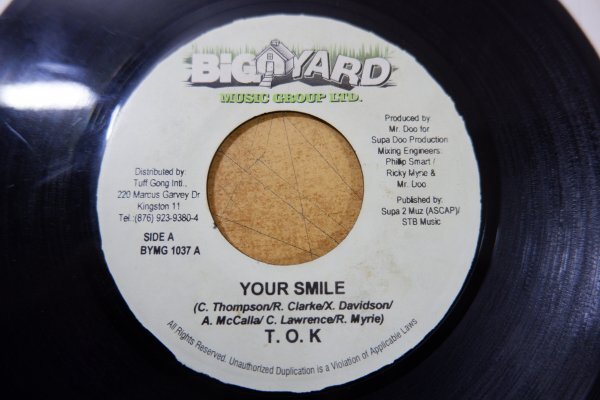 BIG YARD
MUSIC GROUP LTD.
Produced by:
Mr. Doo for
Supa Doo Production
Mixing Engineers:
Phillip Smart /
Ricky Myrie &
Mr. Doo
Published by:
Supa 2 Muz (ASCAP)/
STB Music
Distributed by:
Tuff Gong Intl.,
220 Marcus Garvey Dr
Kingston 11
Tel.:(876) 923-9380-4
SIDE A
BYMG 1037 A
YOUR SMILE
(C. Thompson/R. Clarke/X. Davidson/
A. McCalla/ C. Lawrence/R. Myrie)
T. O. K
All Rights Reserved. Unauthorized Duplication is a Violation of Applicable Laws